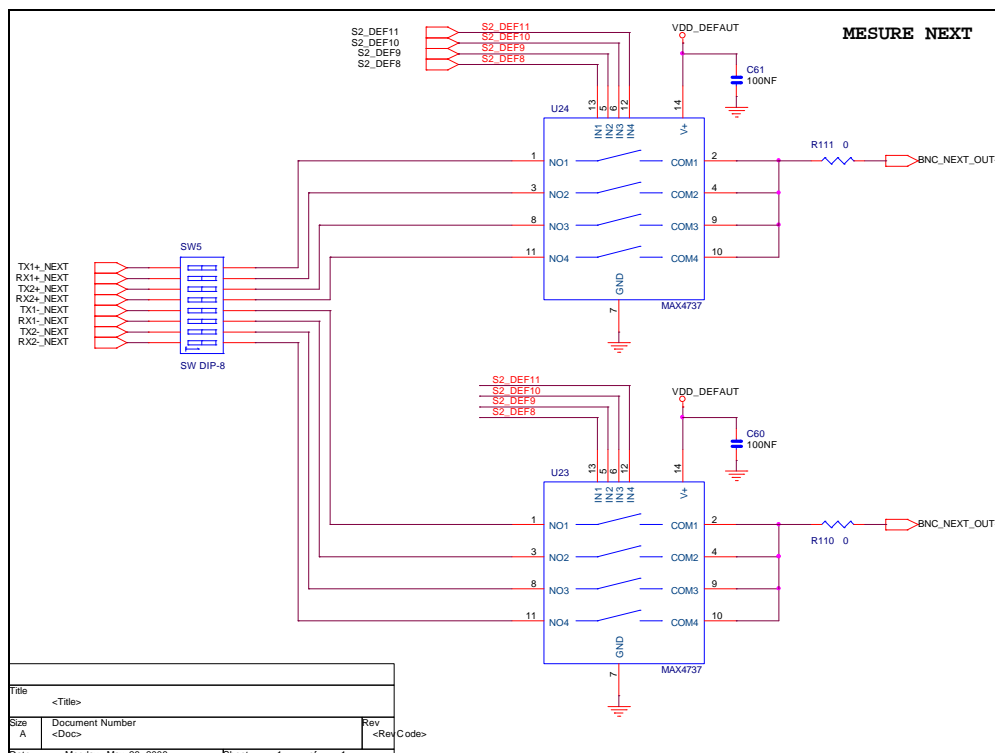 MESURE NEXT
S2_DEF11
S2_DEF10
S2_DEF9
S2_DEF8
S2_DEF11
S2_DEF10
S2_DEF9
S2_DEF8
VDD_DEFAUT
C61
100NF
U24
13
5
6
12
14
IN1
IN2
IN3
IN4
V+
1 NO1 COM1 2
3 NO2 COM2 4
8 NO3 COM3 9
11 NO4 COM4 10
GND
7
MAX4737
R111 0
BNC_NEXT_OUT
SW5
TX1+_NEXT
RX1+_NEXT
TX2+_NEXT
RX2+_NEXT
TX1-_NEXT
RX1-_NEXT
TX2-_NEXT
RX2-_NEXT
SW DIP-8
S2_DEF11
S2_DEF10
S2_DEF9
S2_DEF8
VDD_DEFAUT
C60
100NF
U23
13
5
6
12
14
IN1
IN2
IN3
IN4
V+
1 NO1 COM1 2
3 NO2 COM2 4
8 NO3 COM3 9
11 NO4 COM4 10
GND
7
MAX4737
R110 0
BNC_NEXT_OUT
Title
<Title>
Size Document Number Rev
A <Doc> <RevCode>